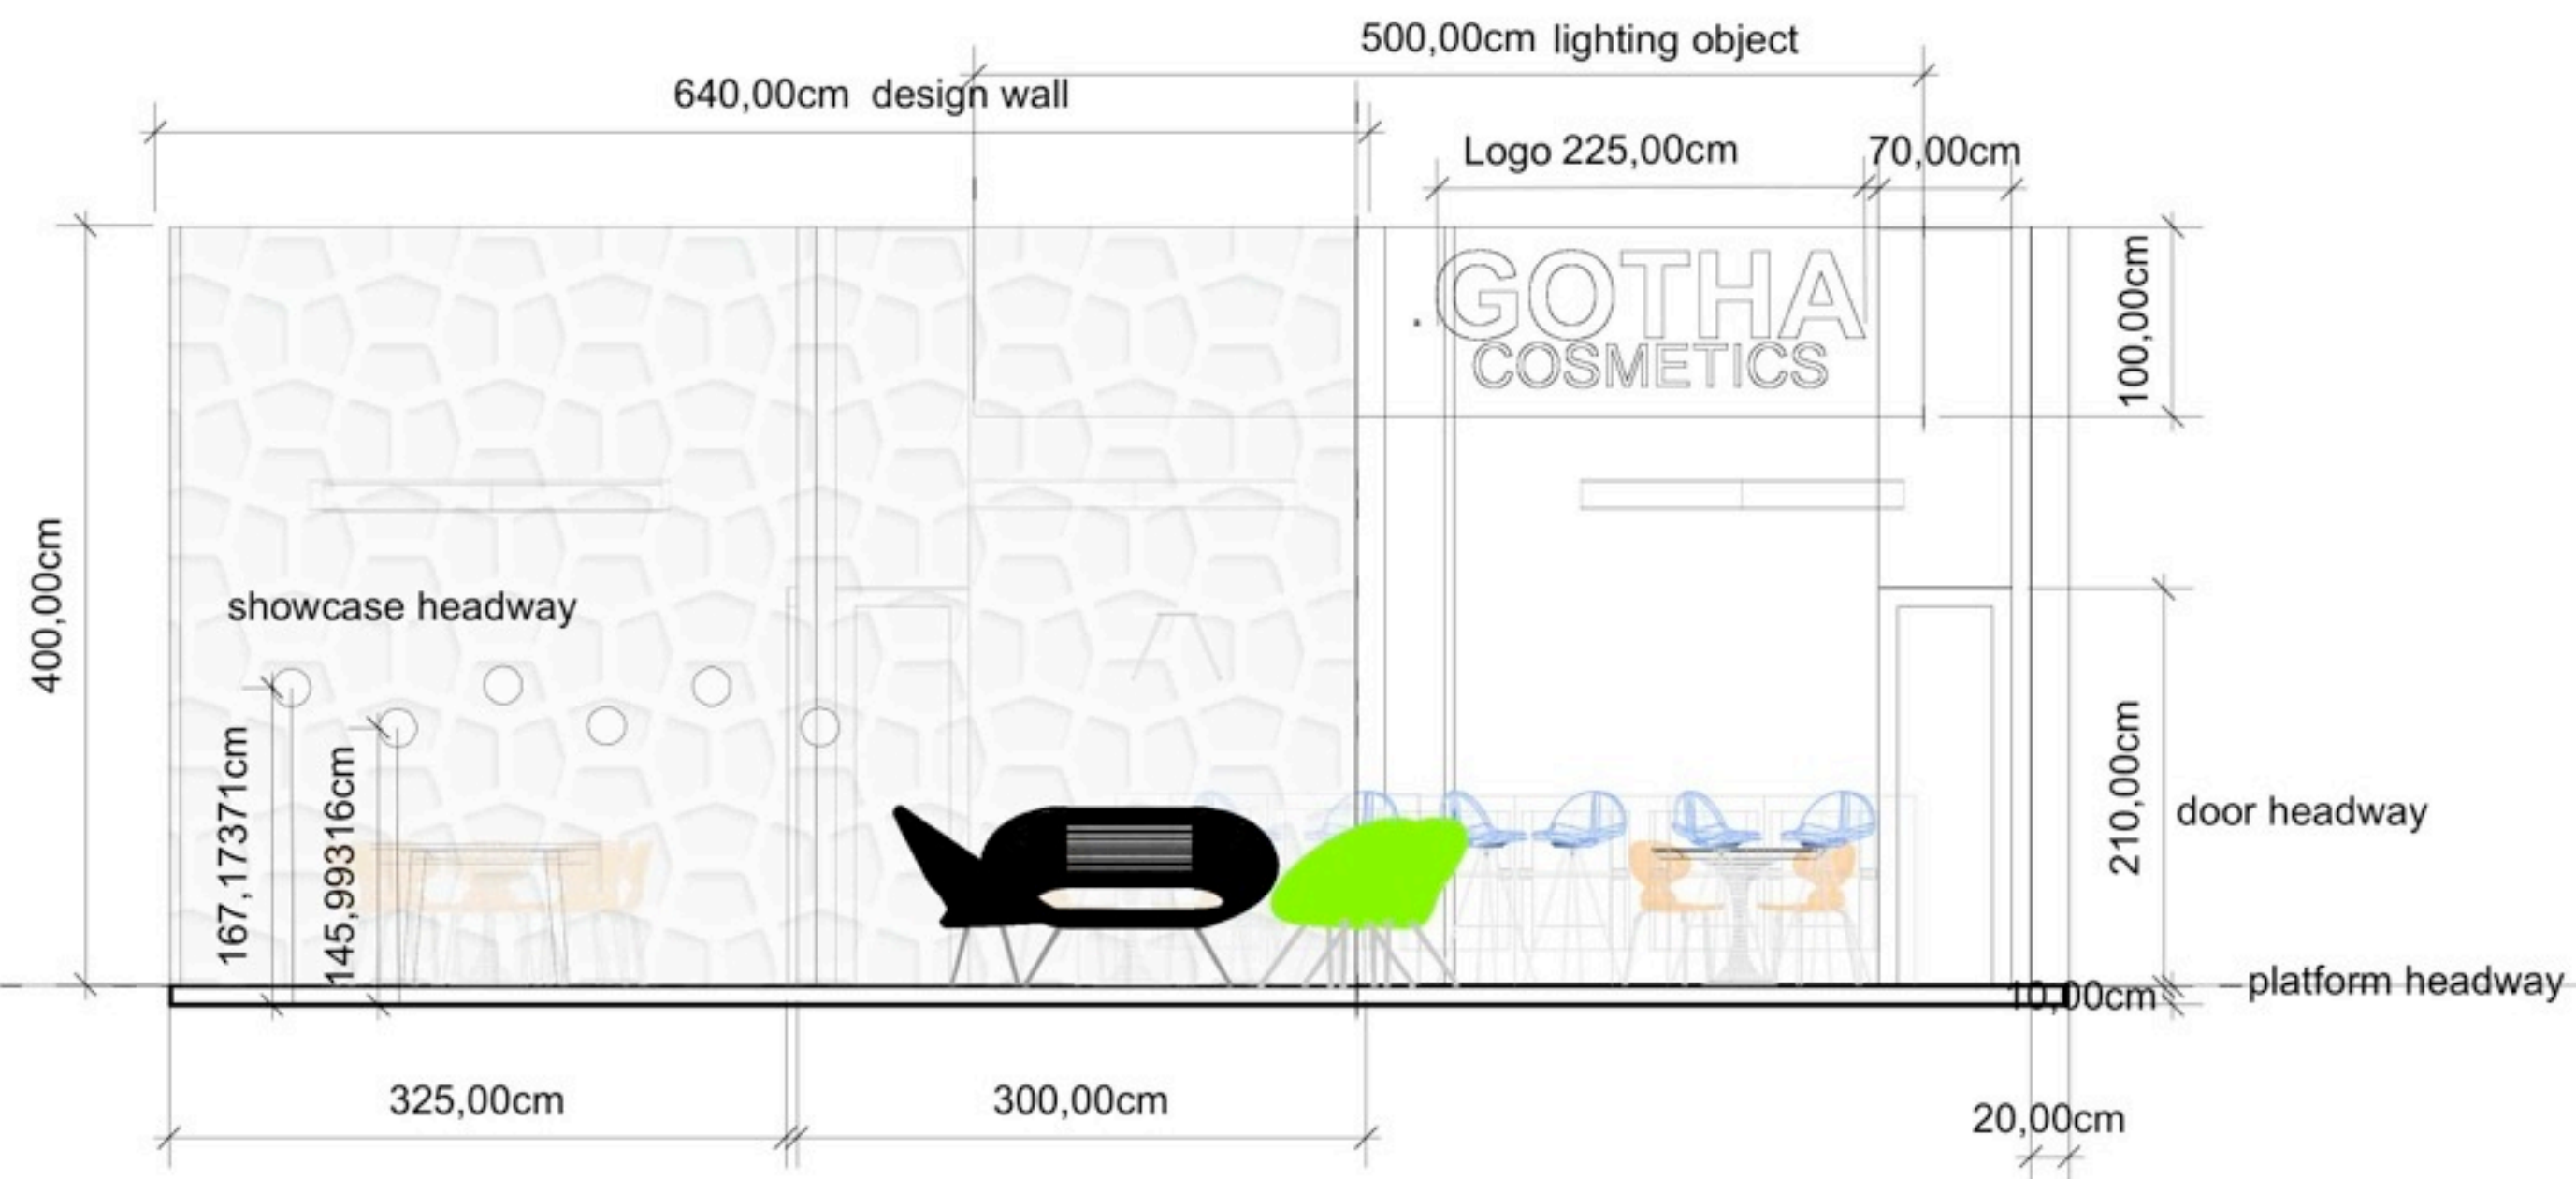 500,00cm lighting object
640,00cm design wall
Logo 225,00cm
70,00cm
GOTHA
COSMETICS
100,00cm
400,00cm
showcase headway
167,17371cm
145,99316cm
210,00cm
door headway
10,00cm
platform headway
325,00cm
300,00cm
20,00cm